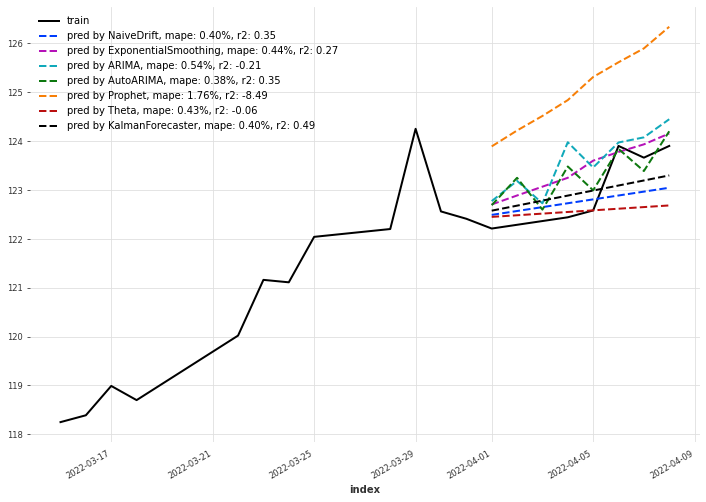 train
pred by NaiveDrift, mape: 0.40%, r2: 0.35
pred by ExponentialSmoothing, mape: 0.44%, r2: 0.27
pred by ARIMA, mape: 0.54%, r2: -0.21
pred by AutoARIMA, mape: 0.38%, r2: 0.35
pred by Prophet, mape: 1.76%, r2: -8.49
pred by Theta, mape: 0.43%, r2: -0.06
pred by KalmanForecaster, mape: 0.40%, r2: 0.49
126
125
124
123
122
121
120
119
118
2022-03-17
2022-03-21
2022-03-25
2022-03-29
2022-04-01
2022-04-05
2022-04-09
index